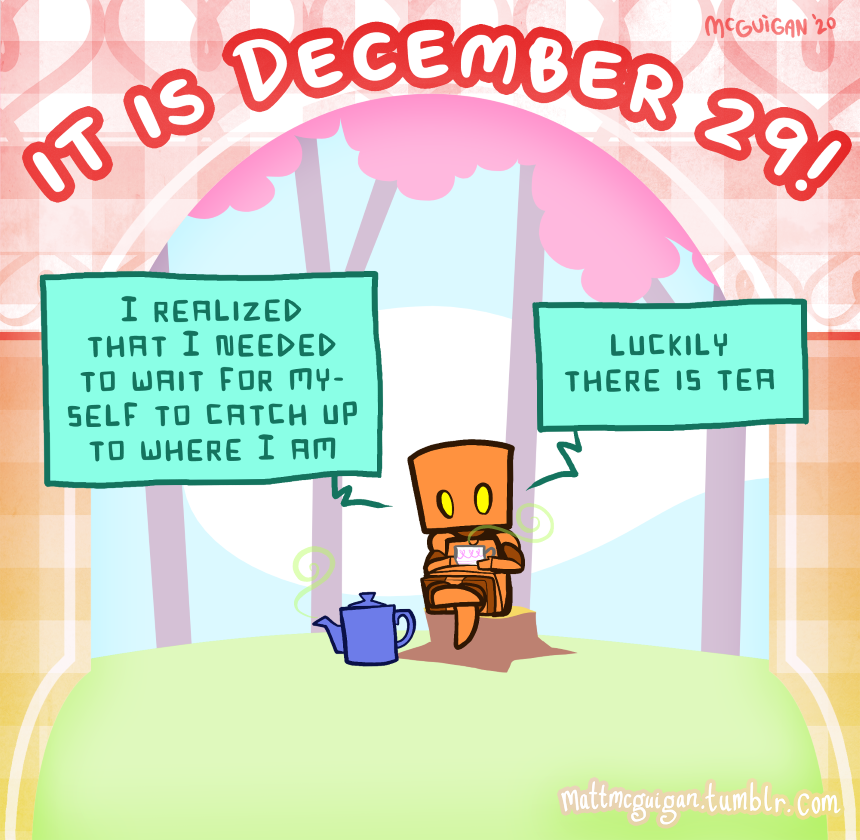 McGUiGAN '20
IT IS DECEMBER 29!
I REALIZED
THAT I NEEDED
TO WAIT FOR MY-
SELF TO CATCH UP
TO WHERE I AM
LUCKILY
THERE IS TEA
mattmcguigan.tumblr.com